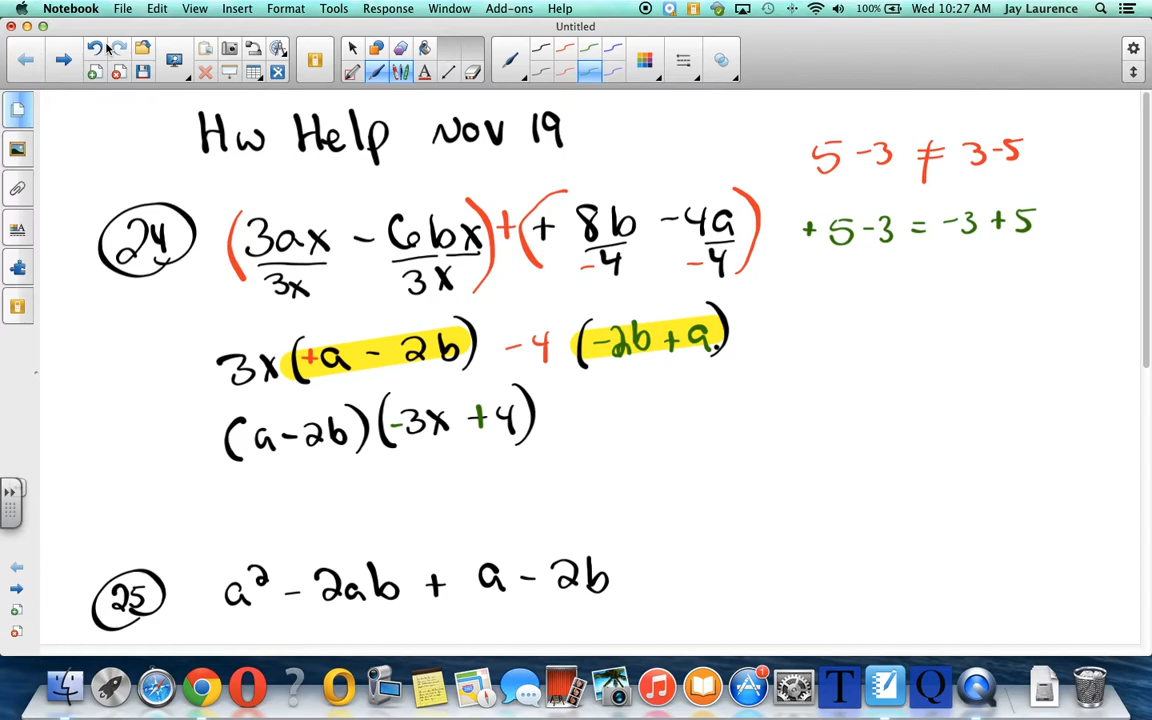 Notebook File Edit View Insert Format Tools Response Window Add-ons Help 100% Wed 10:27 AM Jay Laurence
Untitled
Hw Help Nov 19
5 -3 ≠ 3-5
+ 5 -3 = -3 + 5
24 (3ax/3x - 6bx/3x) + (+ 8b/-4 - 4a/-4)
3x (+a - 2b) - 4 (-2b + a)
(a - 2b) (-3x + 4)
25 a² - 2ab + a - 2b